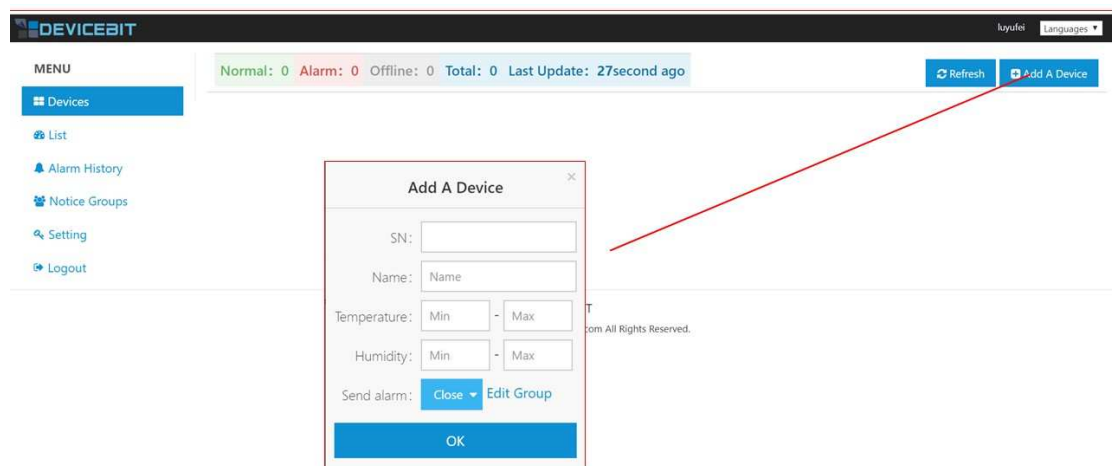 DEVICEBIT
luyufei Languages
MENU
Normal: 0 Alarm: 0 Offline: 0 Total: 0 Last Update: 27second ago
Refresh
Add A Device
Devices
List
Alarm History
Notice Groups
Setting
Logout
Add A Device
×
SN:
Name: Name
Temperature: Min - Max
Humidity: Min - Max
Send alarm: Close Edit Group
OK
T
com All Rights Reserved.